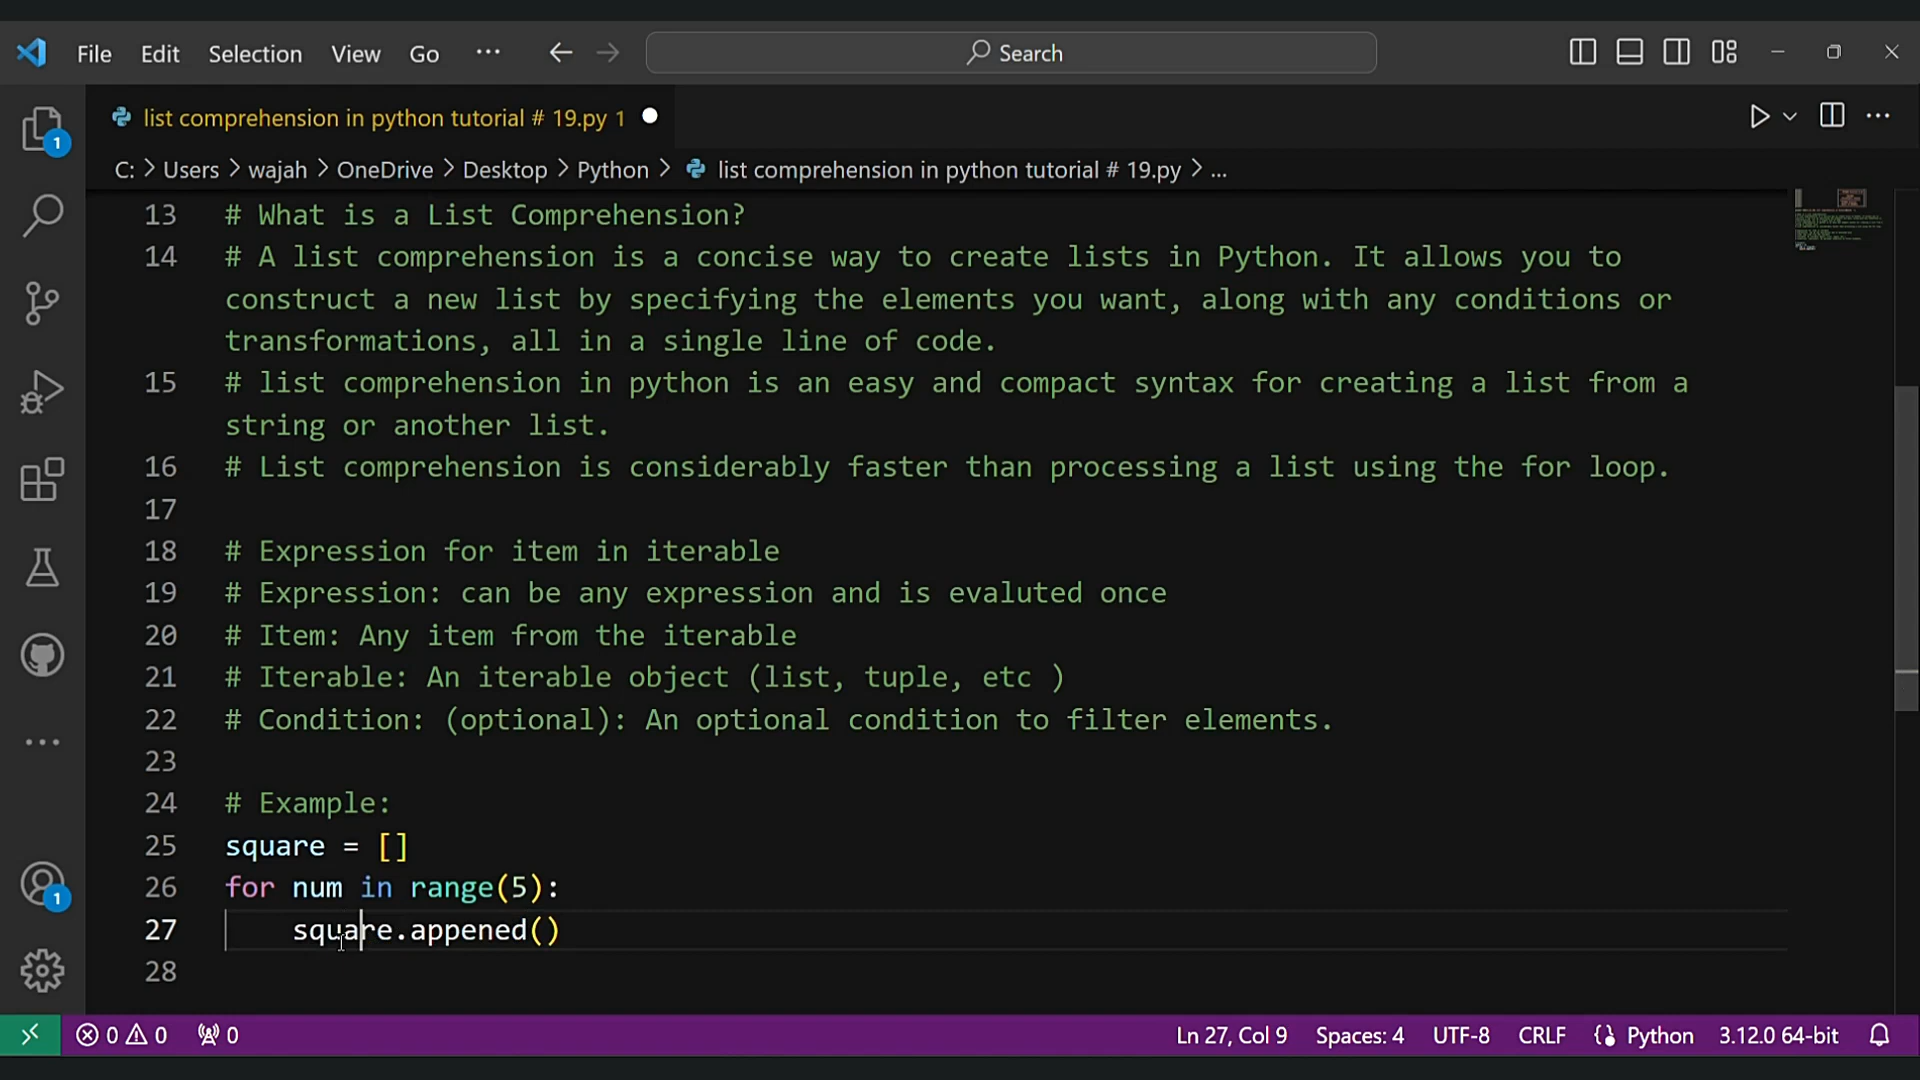 File Edit Selection View Go ··· Search
list comprehension in python tutorial # 19.py 1
C: > Users > wajah > OneDrive > Desktop > Python > list comprehension in python tutorial # 19.py > ...
1
13 # What is a List Comprehension?
14 # A list comprehension is a concise way to create lists in Python. It allows you to
construct a new list by specifying the elements you want, along with any conditions or
transformations, all in a single line of code.
15 # list comprehension in python is an easy and compact syntax for creating a list from a
string or another list.
16 # List comprehension is considerably faster than processing a list using the for loop.
17
18 # Expression for item in iterable
19 # Expression: can be any expression and is evaluted once
20 # Item: Any item from the iterable
21 # Iterable: An iterable object (list, tuple, etc )
22 # Condition: (optional): An optional condition to filter elements.
23
24 # Example:
25 square = []
26 for num in range(5):
27 square.appened()
28
1
0 0 0 Ln 27, Col 9 Spaces: 4 UTF-8 CRLF Python 3.12.0 64-bit